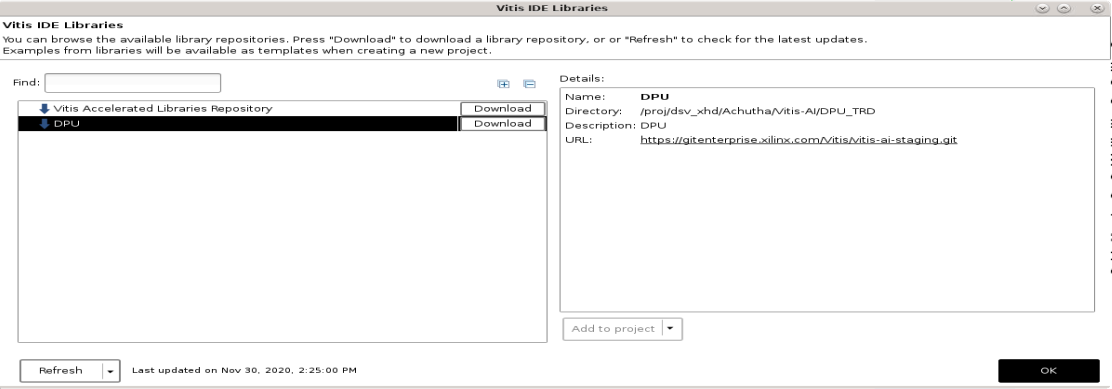 Vitis IDE Libraries
Vitis IDE Libraries
You can browse the available library repositories. Press "Download" to download a library repository, or or "Refresh" to check for the latest updates.
Examples from libraries will be available as templates when creating a new project.
Find:
Vitis Accelerated Libraries Repository Download
DPU Download
Details:
Name: DPU
Directory: /proj/dsv_xhd/Achutha/Vitis-AI/DPU_TRD
Description: DPU
URL: https://gitenterprise.xilinx.com/Vitis/vitis-ai-staging.git
Add to project
Refresh Last updated on Nov 30, 2020, 2:25:00 PM
OK